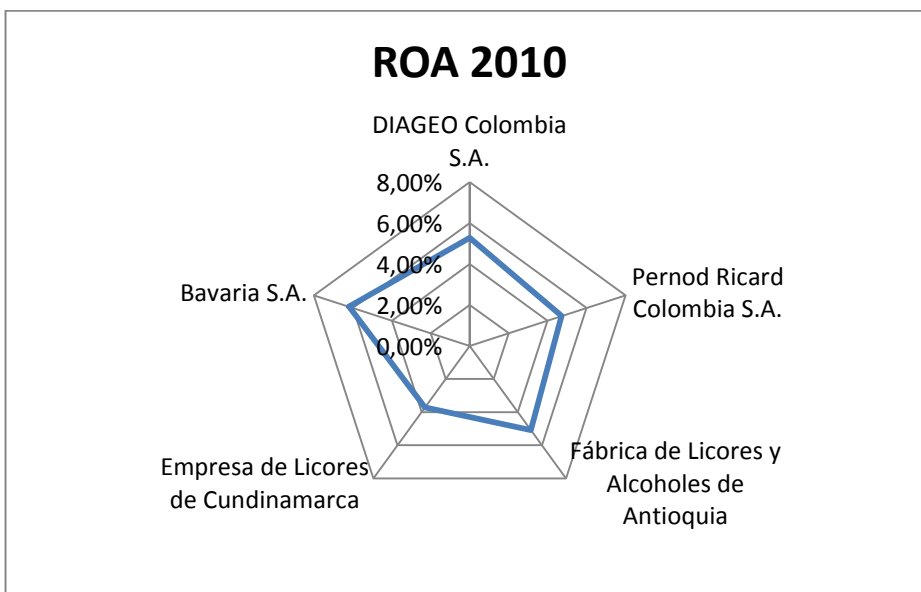 ROA 2010
DIAGEO Colombia
S.A.
8,00%
6,00%
4,00%
2,00%
0,00%
Pernod Ricard
Colombia S.A.
Fábrica de Licores y
Alcoholes de
Antioquia
Empresa de Licores
de Cundinamarca
Bavaria S.A.